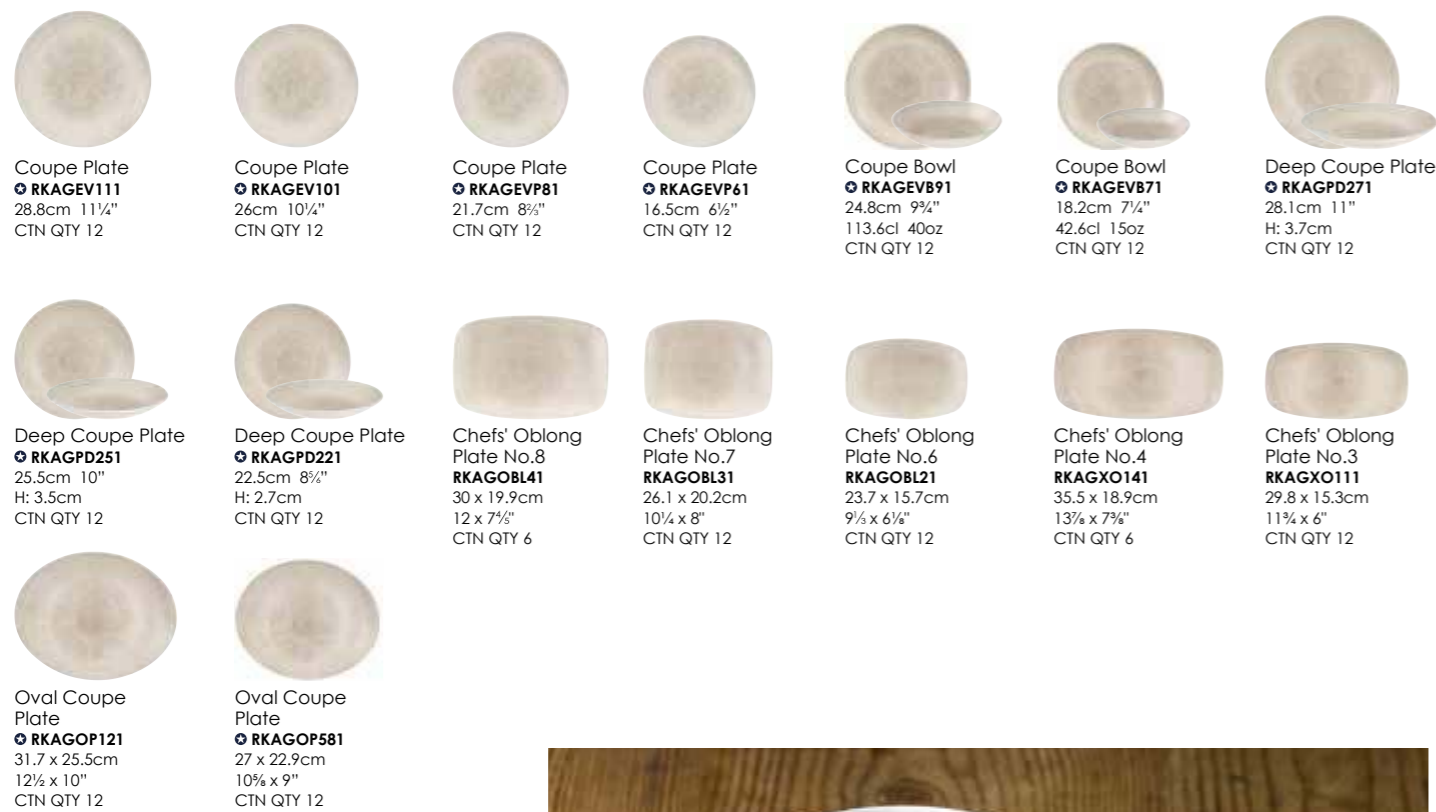 Coupe Plate
✪ RKAGEV111
28.8cm 11¼”
CTN QTY 12
Coupe Plate
✪ RKAGEV101
26cm 10¼”
CTN QTY 12
Coupe Plate
✪ RKAGEVP81
21.7cm 8⅔”
CTN QTY 12
Coupe Plate
✪ RKAGEVP61
16.5cm 6½”
CTN QTY 12
Coupe Bowl
✪ RKAGEVB91
24.8cm 9¾”
113.6cl 40oz
CTN QTY 12
Coupe Bowl
✪ RKAGEVB71
18.2cm 7¼”
42.6cl 15oz
CTN QTY 12
Deep Coupe Plate
✪ RKAGPD271
28.1cm 11”
H: 3.7cm
CTN QTY 12
Deep Coupe Plate
✪ RKAGPD251
25.5cm 10”
H: 3.5cm
CTN QTY 12
Deep Coupe Plate
✪ RKAGPD221
22.5cm
H: 2.7cm
CTN QTY 12
Chefs' Oblong
Plate No.8
RKAGOBL41
30 x 19.9cm
12 x 7⅘"
CTN QTY 6
Chefs' Oblong
Plate No.7
RKAGOBL31
26.1 x 20.2cm
10¼ x 8"
CTN QTY 12
Chefs' Oblong
Plate No.6
RKAGOBL21
23.7 x 15.7cm
9⅓ x 6⅛"
CTN QTY 12
Chefs' Oblong
Plate No.4
RKAGXO141
35.5 x 18.9cm
13⅞ x 7⅜"
CTN QTY 6
Chefs' Oblong
Plate No.3
RKAGXO111
29.8 x 15.3cm
11¾ x 6"
CTN QTY 12
Oval Coupe
Plate
✪ RKAGOP121
31.7 x 25.5cm
12½ x 10”
CTN QTY 12
Oval Coupe
Plate
✪ RKAGOP581
27 x 22.9cm
10⅝ x 9”
CTN QTY 12